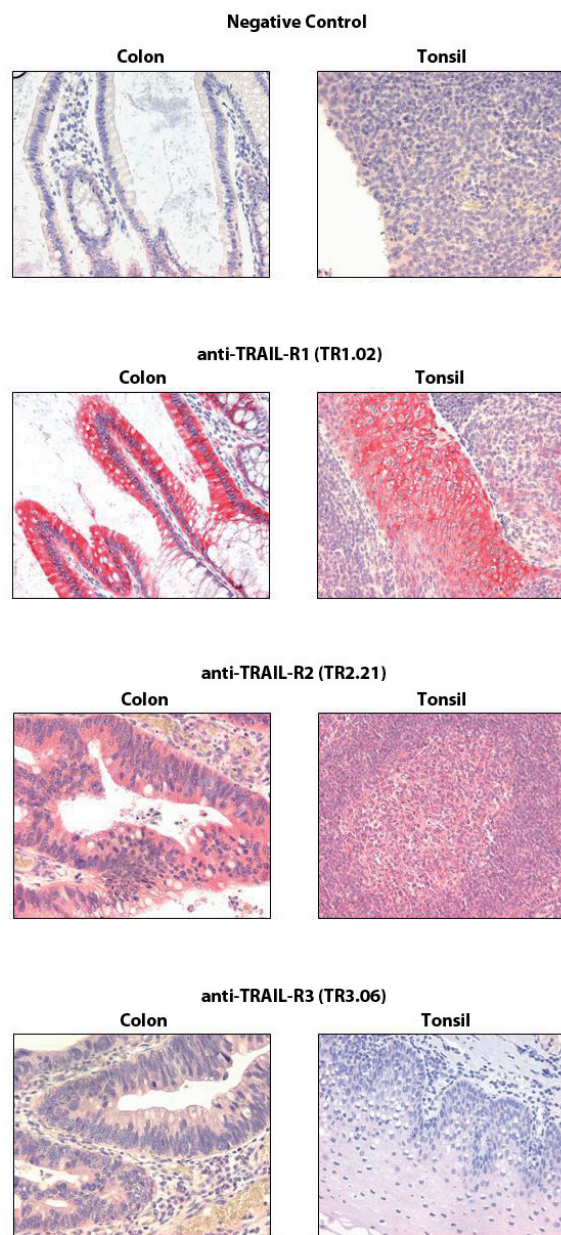 Negative Control
Colon
Tonsil
anti-TRAIL-R1 (TR1.02)
Colon
Tonsil
anti-TRAIL-R2 (TR2.21)
Colon
Tonsil
anti-TRAIL-R3 (TR3.06)
Colon
Tonsil